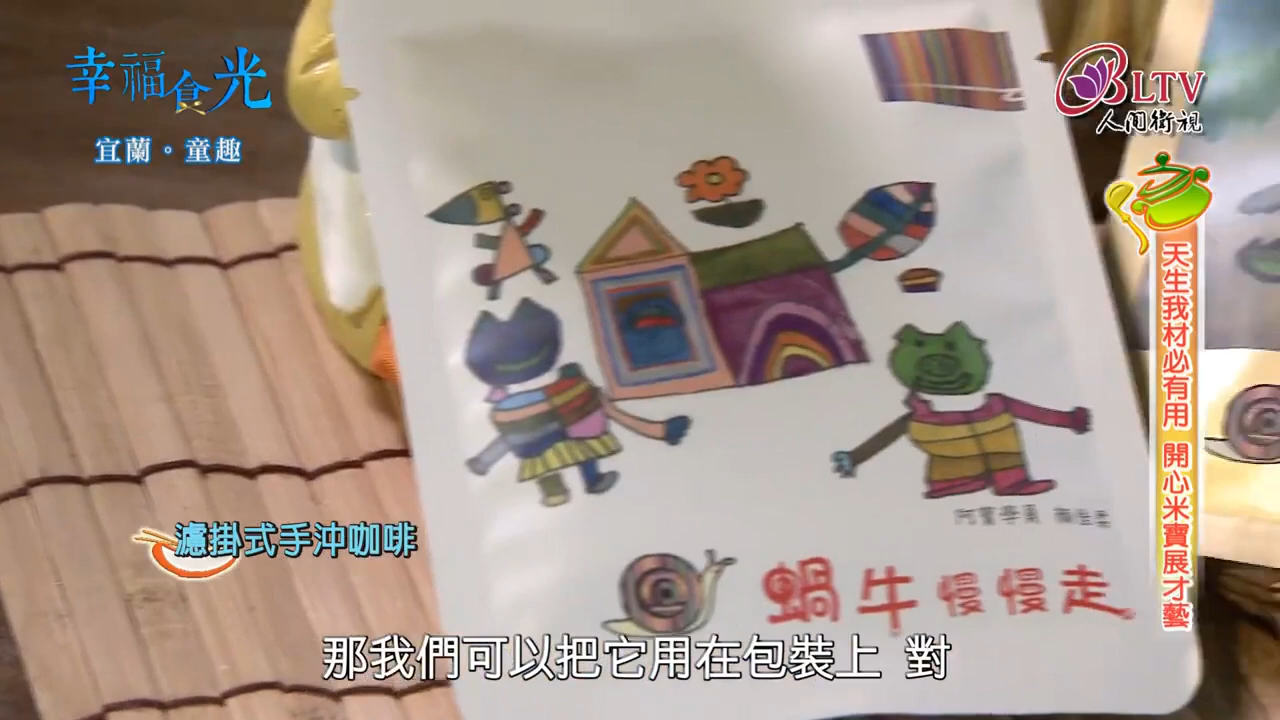 幸福食光
宜蘭。童趣
BLTV
人間衛視
天生我材必有用 開心米寶展才藝
濾掛式手沖咖啡
蝸牛慢慢走
那我們可以把它用在包裝上 對